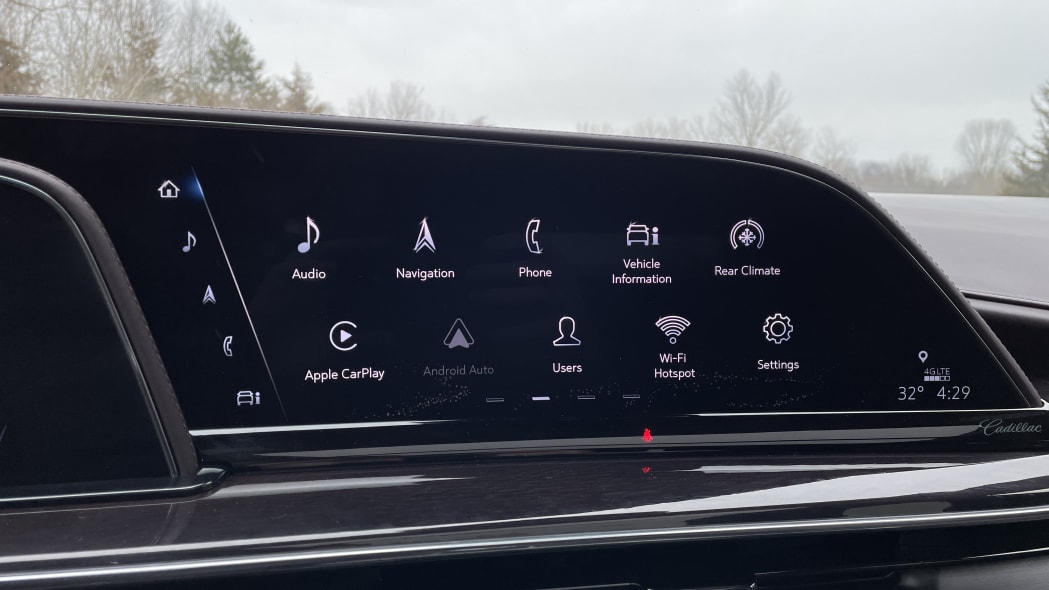 Audio
Navigation
Phone
Vehicle
Information
Rear Climate
Apple CarPlay
Android Auto
Users
Wi-Fi
Hotspot
Settings
4G LTE
32° 4:29
Cadillac